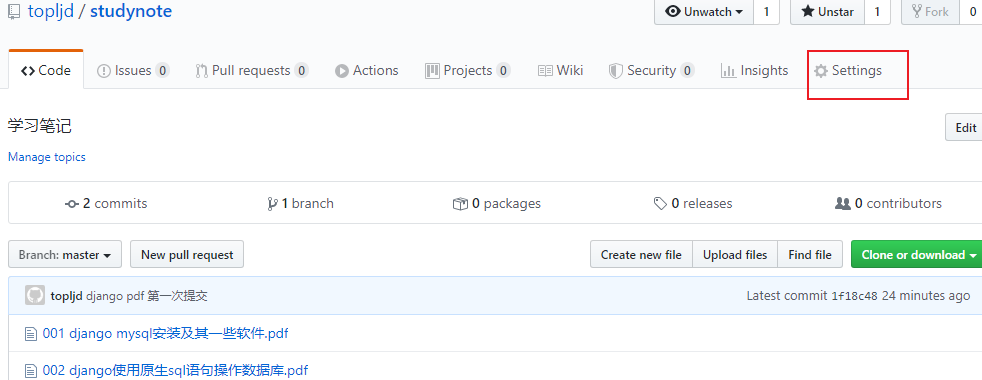 topljd / studynote
Unwatch 1 Unstar 1 Fork 0
Code Issues 0 Pull requests 0 Actions Projects 0 Wiki Security 0 Insights Settings
学习笔记 Edit
Manage topics
2 commits 1 branch 0 packages 0 releases 0 contributors
Branch: master New pull request Create new file Upload files Find file Clone or download
topljd django pdf 第一次提交 Latest commit 1f18c48 24 minutes ago
001 django mysql安装及其一些软件.pdf
002 django使用原生sql语句操作数据库.pdf